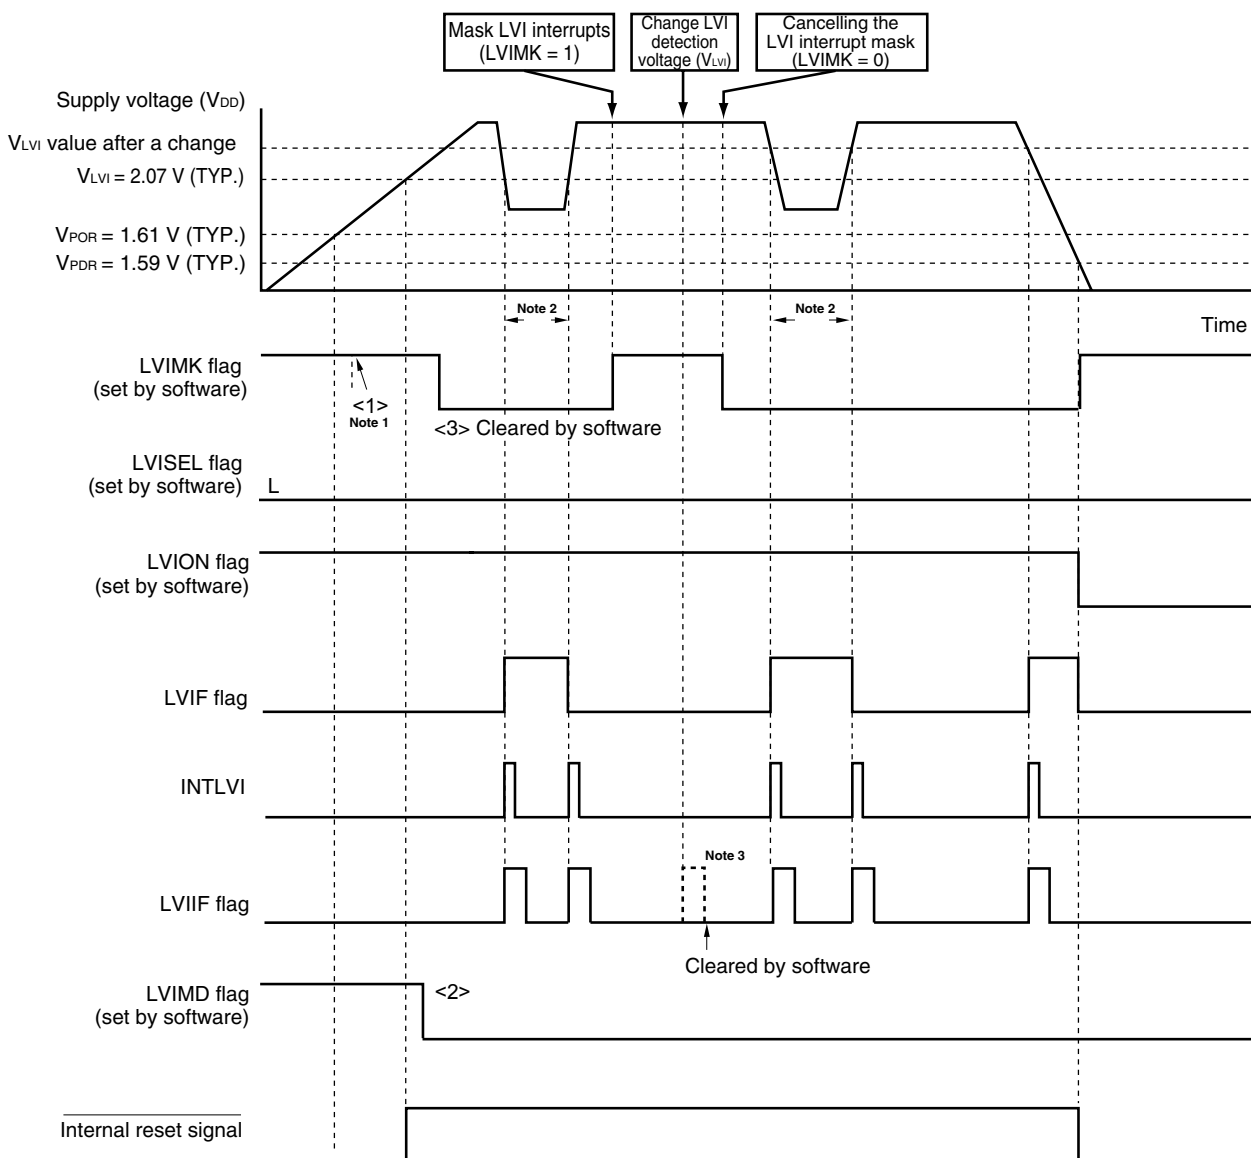 Mask LVI interrupts
(LVIMK = 1)
Change LVI
detection
voltage (VLVI)
Cancelling the
LVI interrupt mask
(LVIMK = 0)
Supply voltage (VDD)
VLVI value after a change
VLVI = 2.07 V (TYP.)
VPOR = 1.61 V (TYP.)
VPDR = 1.59 V (TYP.)
Note 2
Note 2
Time
LVIMK flag
(set by software)
<1>
Note 1
<3> Cleared by software
LVISEL flag
(set by software)
L
LVION flag
(set by software)
LVIF flag
INTLVI
Note 3
LVIIF flag
Cleared by software
LVIMD flag
(set by software)
<2>
Internal reset signal